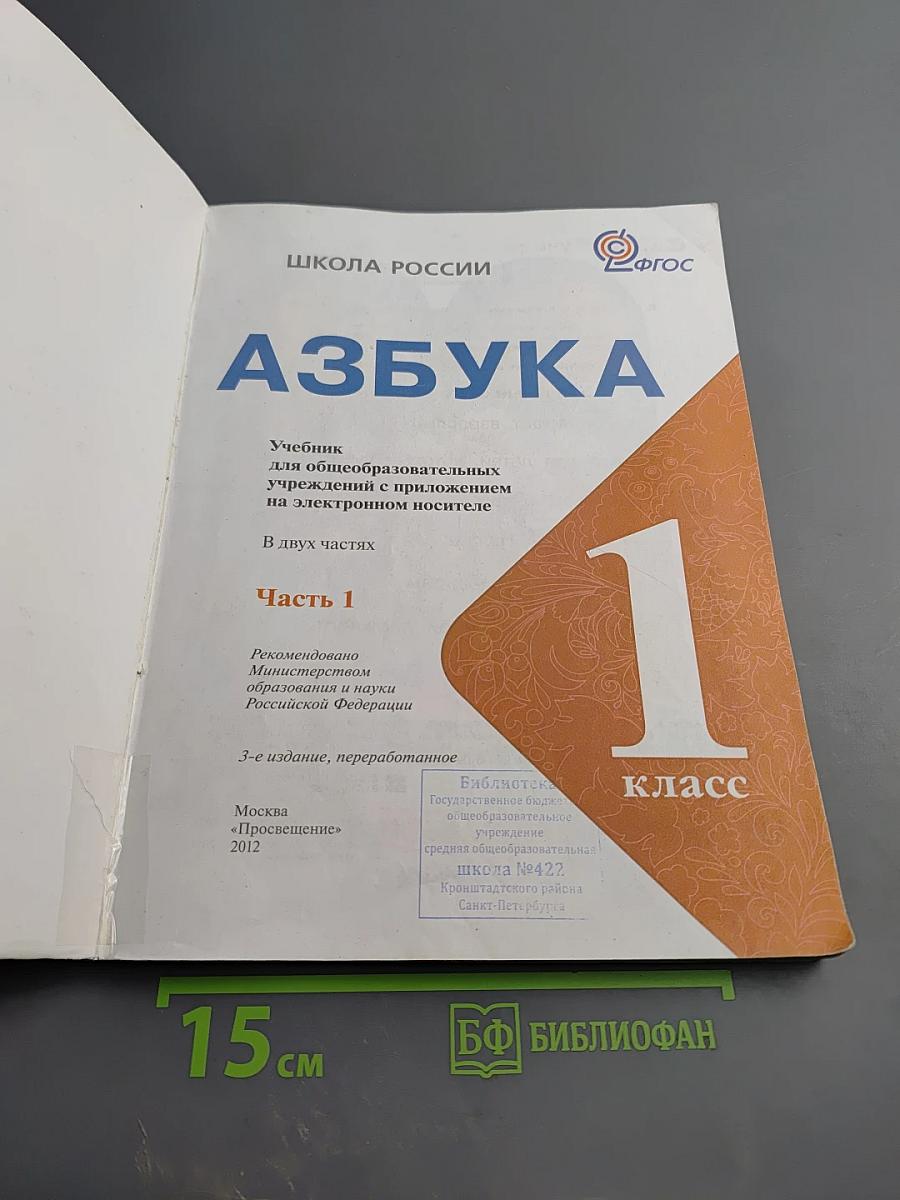 ШКОЛА РОССИИ
ФГОС
АЗБУКА
Учебник
для общеобразовательных
учреждений с приложением
на электронном носителе
В двух частях
Часть 1
Рекомендовано
Министерством
образования и науки
Российской Федерации
3-е издание, переработанное
Москва
«Просвещение»
2012
1
класс
Библиотека
Государственное
общеобразовательное
учреждение
средняя общеобразовательная
школа №422
Кронштадтского района
Санкт-Петербурга
15 см
БФ БИБЛИОФАН